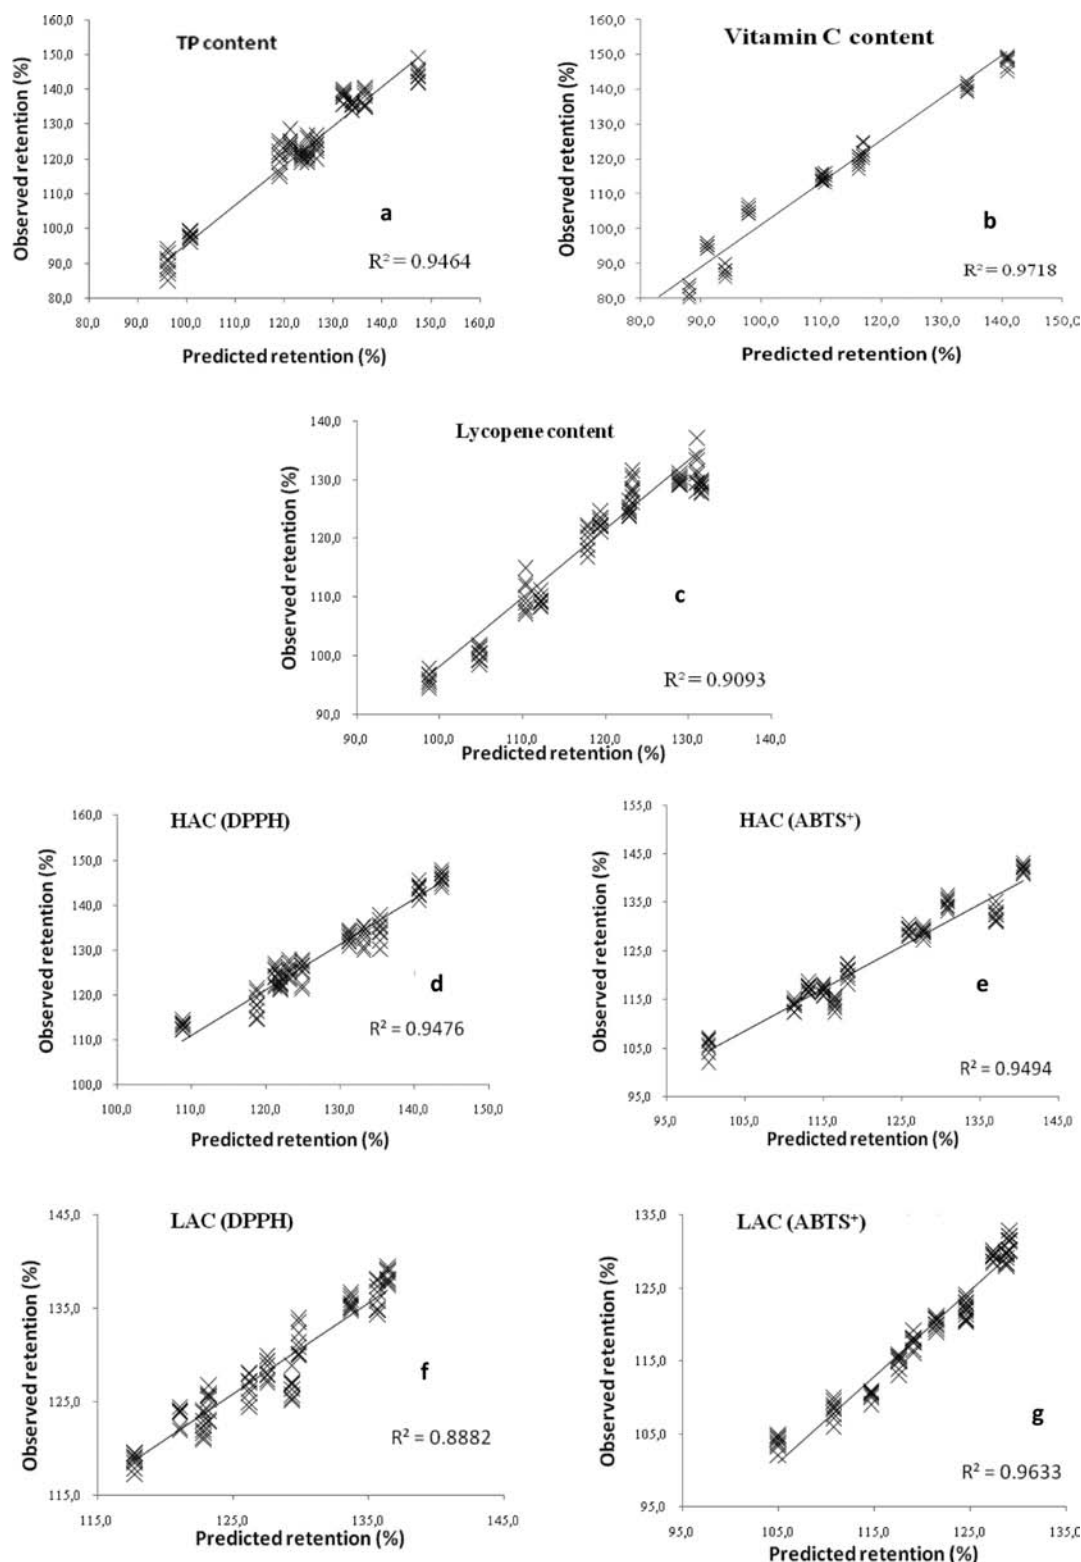 TP content
Observed retention (%)
160,0
150,0
140,0
130,0
120,0
110,0
100,0
90,0
80,0
a
R² = 0.9464
80,0 90,0 100,0 110,0 120,0 130,0 140,0 150,0 160,0
Predicted retention (%)
Vitamin C content
Observed retention (%)
160,0
150,0
140,0
130,0
120,0
110,0
100,0
90,0
80,0
b
R² = 0.9718
80,0 90,0 100,0 110,0 120,0 130,0 140,0 150,0
Predicted retention (%)
Lycopene content
Observed retention (%)
140,0
130,0
120,0
110,0
100,0
90,0
c
R² = 0.9093
90,0 100,0 110,0 120,0 130,0 140,0
Predicted retention (%)
HAC (DPPH)
Observed retention (%)
160,0
150,0
140,0
130,0
120,0
110,0
100,0
d
R² = 0.9476
100,0 110,0 120,0 130,0 140,0 150,0
Predicted retention (%)
HAC (ABTS⁺)
Observed retention (%)
155,0
145,0
135,0
125,0
115,0
105,0
95,0
e
R² = 0.9494
95,0 105,0 115,0 125,0 135,0 145,0
Predicted retention (%)
LAC (DPPH)
Observed retention (%)
145,0
135,0
125,0
115,0
f
R² = 0.8882
115,0 125,0 135,0 145,0
Predicted retention (%)
LAC (ABTS⁺)
Observed retention (%)
135,0
125,0
115,0
105,0
95,0
g
R² = 0.9633
95,0 105,0 115,0 125,0 135,0
Predicted retention (%)